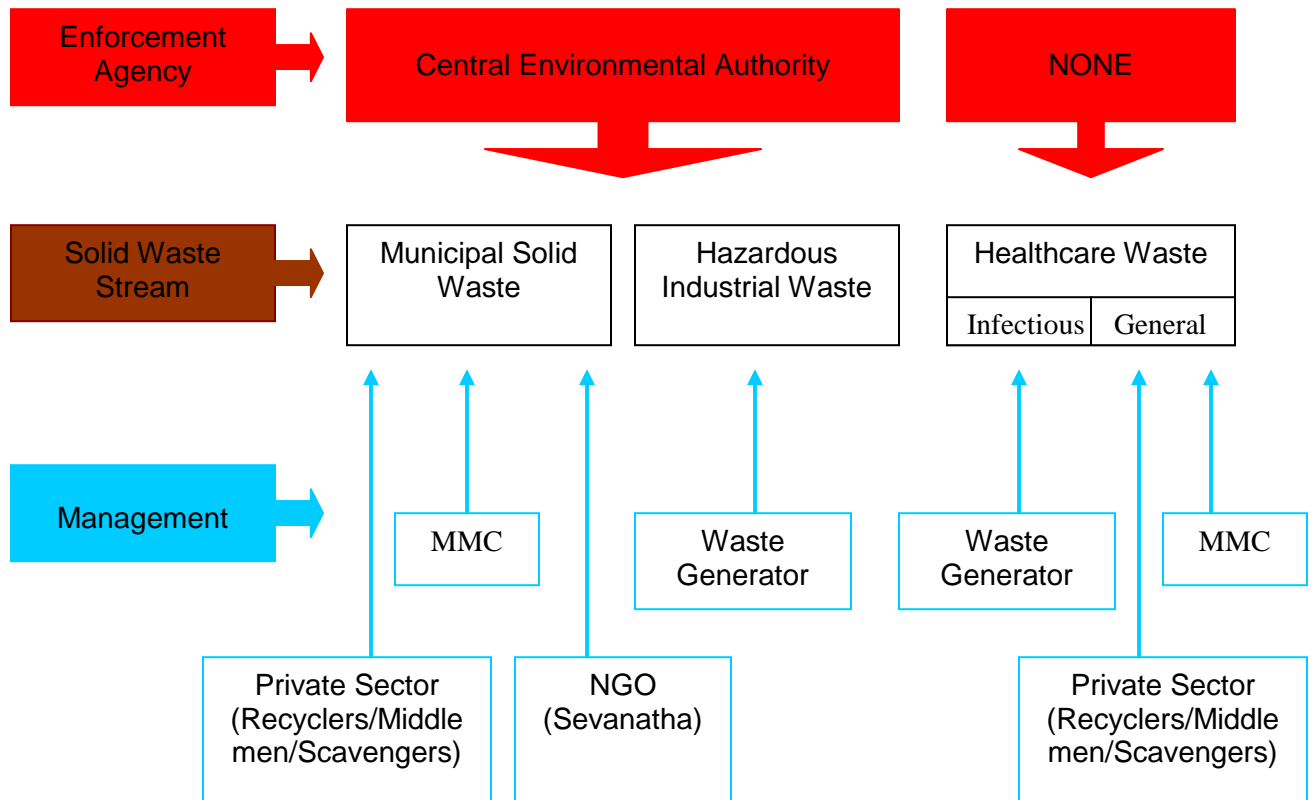 Enforcement
Agency
Central Environmental Authority
NONE
Solid Waste
Stream
Municipal Solid
Waste
Hazardous
Industrial Waste
Healthcare Waste
Infectious
General
Management
MMC
Waste
Generator
Waste
Generator
MMC
Private Sector
(Recyclers/Middle
men/Scavengers)
NGO
(Sevanatha)
Private Sector
(Recyclers/Middle
men/Scavengers)